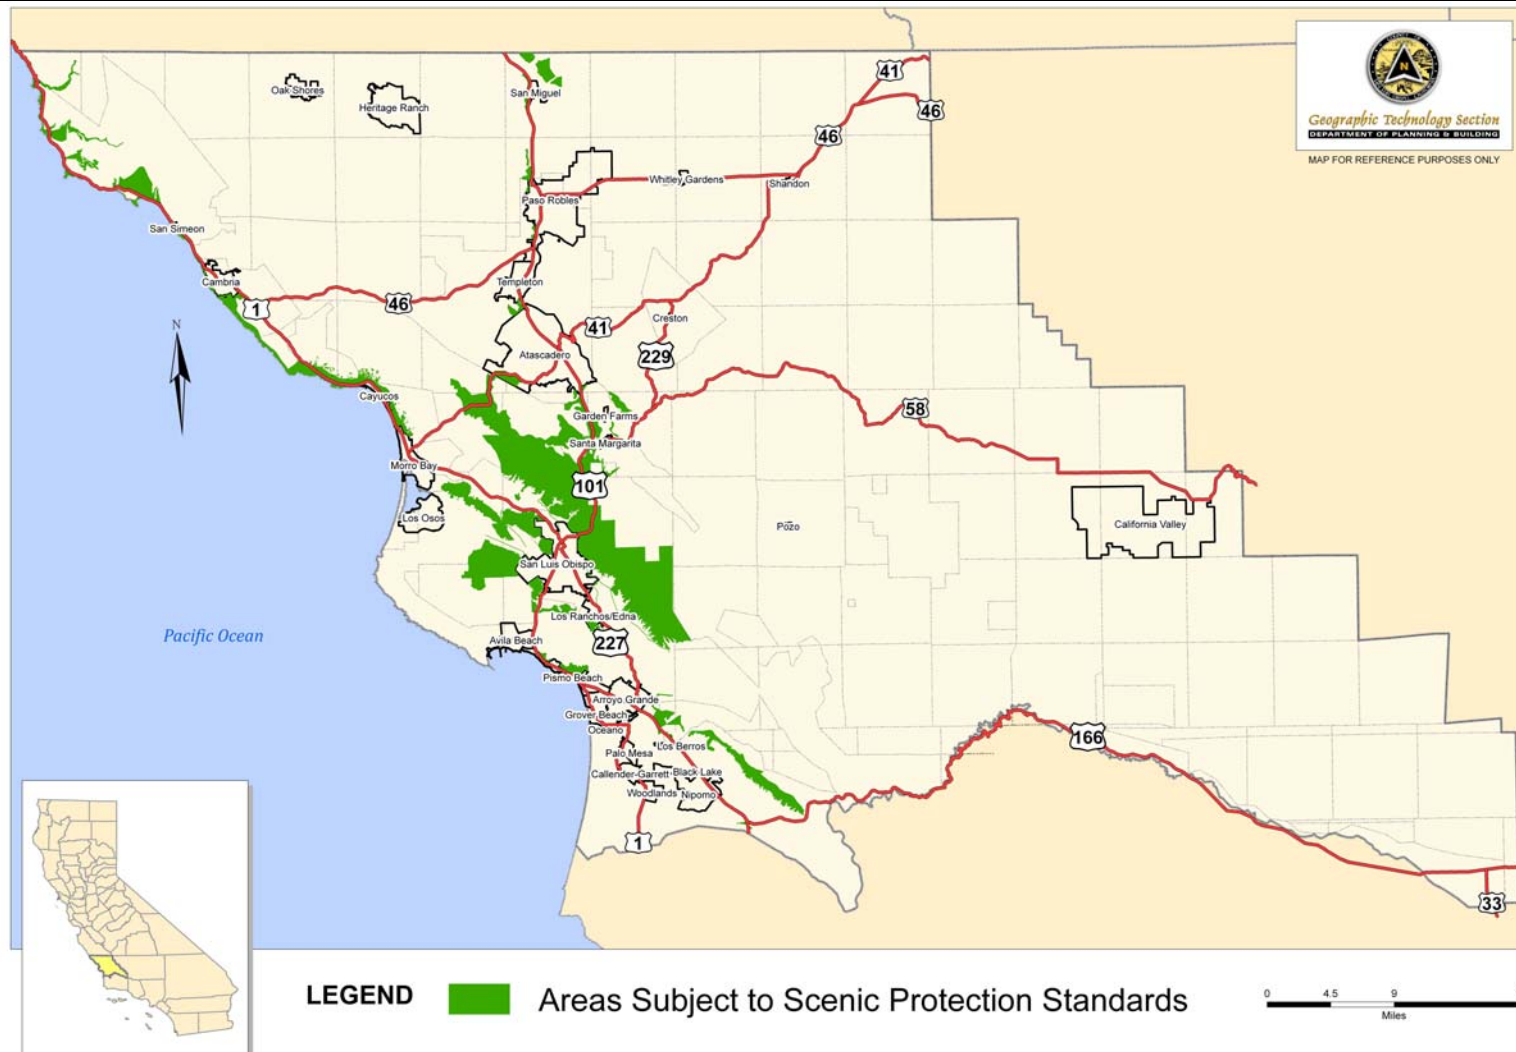 41
46
Oak Shores
Heritage Ranch
San Miguel
46
Geographic Technology Section
DEPARTMENT OF PLANNING & BUILDING
MAP FOR REFERENCE PURPOSES ONLY
Whitley Gardens
Shandon
Paso Robles
San Simeon
Cambria
Templeton
1
46
41
Creston
N
Atascadero
229
Cayucos
58
Garden Farms
Santa Margarita
Morro Bay
101
Los Osos
Pozo
California Valley
San Luis Obispo
Los Ranchos/Edna
Pacific Ocean
Avila Beach
227
Pismo Beach
Arroyo Grande
Grover Beach
Oceano
166
Palo Mesa
Los Berros
Callender-Garrett
Black Lake
Woodlands
Nipomo
1
33
LEGEND
Areas Subject to Scenic Protection Standards
0 4.5 9
Miles